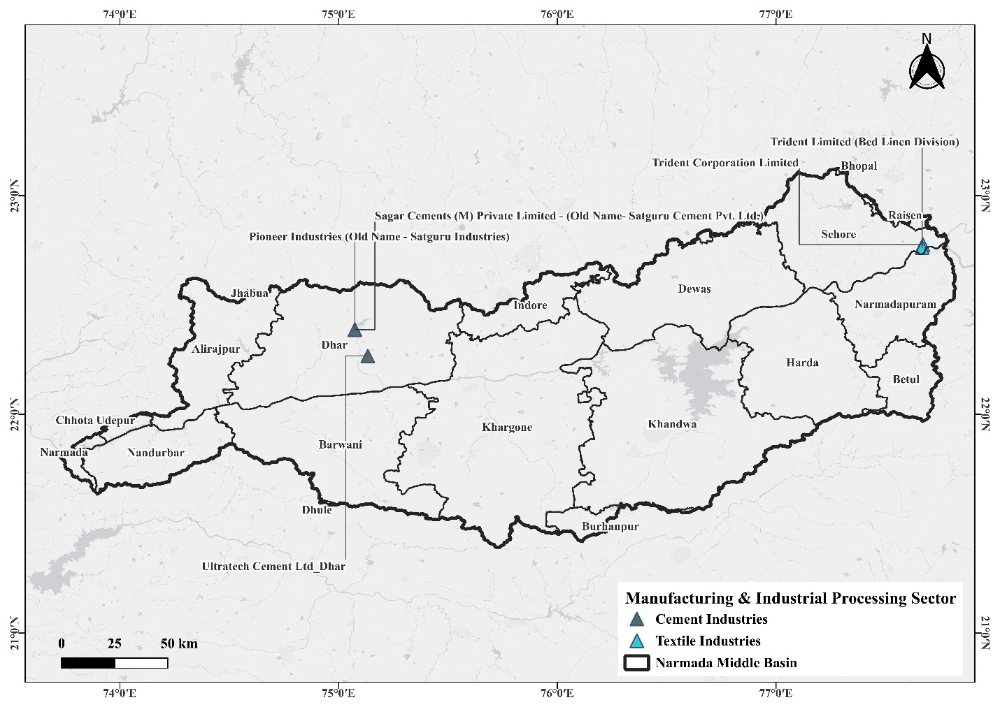 74°0'E 75°0'E 76°0'E 77°0'E
N
Trident Limited (Bed Linen Division)
Trident Corporation Limited
Bhopal
23°0'N 23°0'N
Sagar Cements (M) Private Limited - (Old Name- Satguru Cement Pvt. Ltd.)
Raisen
Pioneer Industries (Old Name - Satguru Industries)
Sehore
Jhabua
Dewas
Indore
Narmadapuram
Dhar
Alirajpur
Harda
Betul
22°0'N 22°0'N
Chhota Udepur
Khargone
Khandwa
Barwani
Narmada
Nandurbar
Dhule
Burhanpur
Ultratech Cement Ltd_Dhar
Manufacturing & Industrial Processing Sector
Cement Industries
Textile Industries
Narmada Middle Basin
21°0'N 21°0'N
0 25 50 km
74°0'E 75°0'E 76°0'E 77°0'E